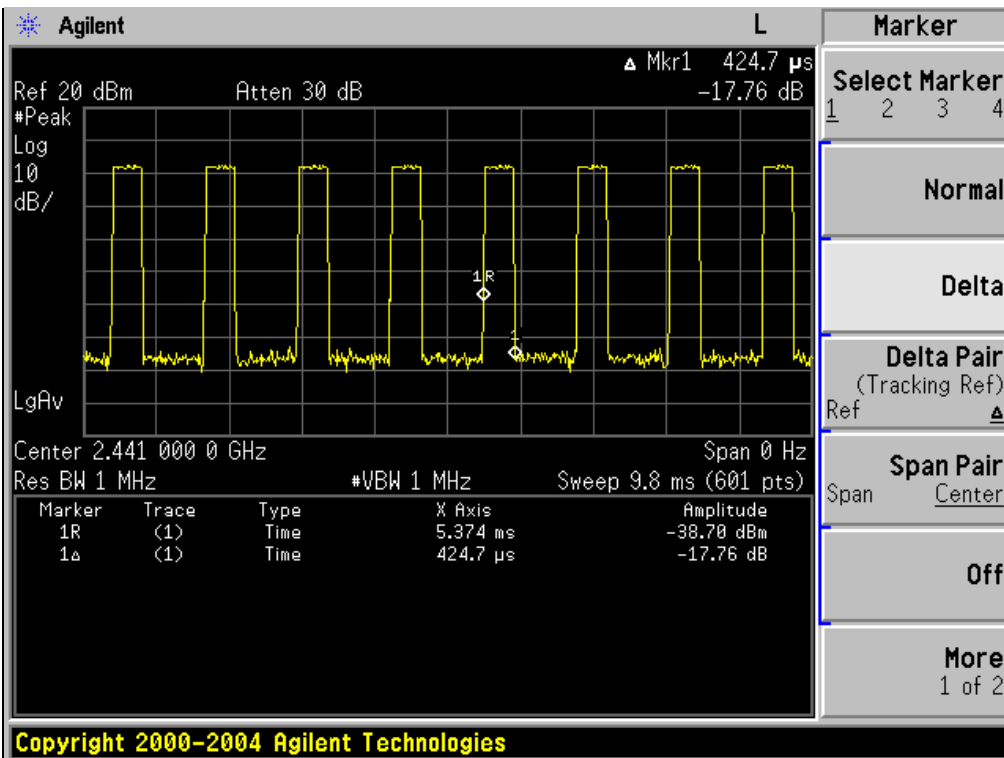 Agilent
L
Marker
Δ Mkr1 424.7 µs
Ref 20 dBm Atten 30 dB -17.76 dB
#Peak
Log
10
dB/
1R
1
LgAv
Center 2.441 000 0 GHz Span 0 Hz
Res BW 1 MHz #VBW 1 MHz Sweep 9.8 ms (601 pts)
Marker Trace Type X Axis Amplitude
1R (1) Time 5.374 ms -38.70 dBm
1Δ (1) Time 424.7 µs -17.76 dB
Select Marker
1 2 3 4
Normal
Delta
Delta Pair
(Tracking Ref)
Ref Δ
Span Pair
Span Center
Off
More
1 of 2
Copyright 2000-2004 Agilent Technologies